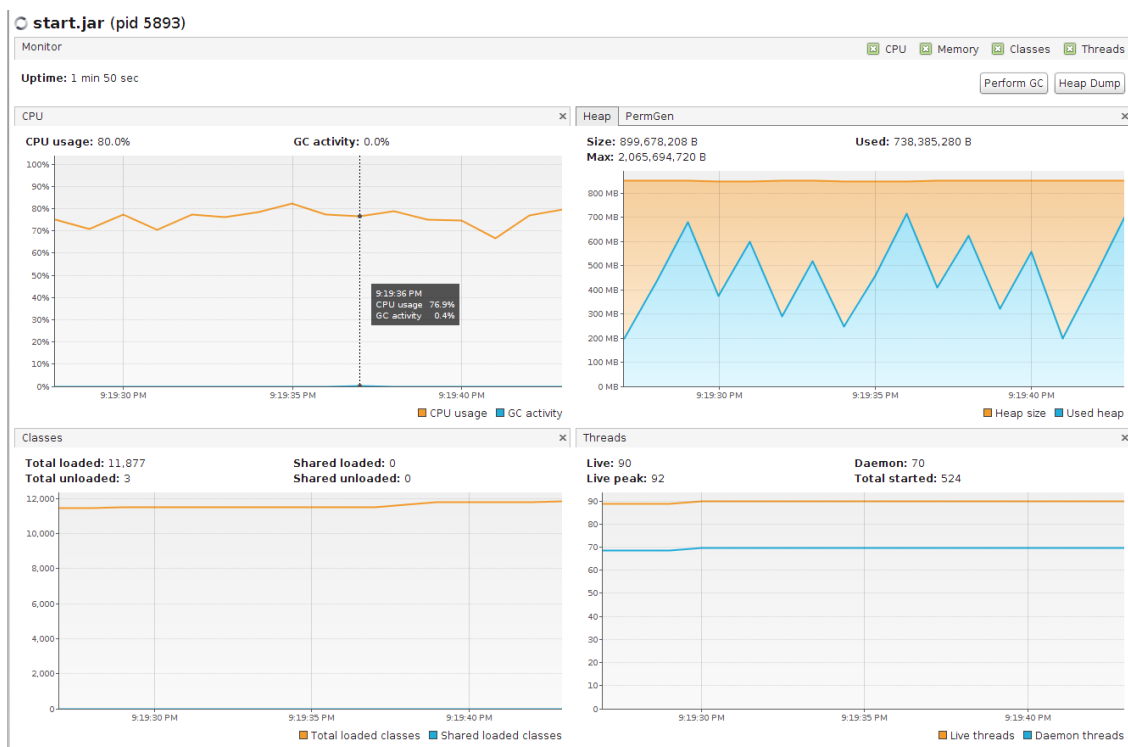 start.jar (pid 5893)
Monitor
CPU Memory Classes Threads
Uptime: 1 min 50 sec
Perform GC Heap Dump
CPU
CPU usage: 80.0% GC activity: 0.0%
100%
90%
80%
70%
60%
50%
40%
30%
20%
10%
0%
9:19:36 PM
CPU usage 76.9%
GC activity 0.4%
9:19:30 PM 9:19:35 PM 9:19:40 PM
CPU usage GC activity
Heap PermGen
Size: 899,678,208 B Used: 738,385,280 B
Max: 2,065,694,720 B
800 MB
700 MB
600 MB
500 MB
400 MB
300 MB
200 MB
100 MB
0 MB
9:19:30 PM 9:19:35 PM 9:19:40 PM
Heap size Used heap
Classes
Total loaded: 11,877 Shared loaded: 0
Total unloaded: 3 Shared unloaded: 0
12,000
10,000
8,000
6,000
4,000
2,000
0
9:19:30 PM 9:19:35 PM 9:19:40 PM
Total loaded classes Shared loaded classes
Threads
Live: 90 Daemon: 70
Live peak: 92 Total started: 524
90
80
70
60
50
40
30
20
10
0
9:19:30 PM 9:19:35 PM 9:19:40 PM
Live threads Daemon threads